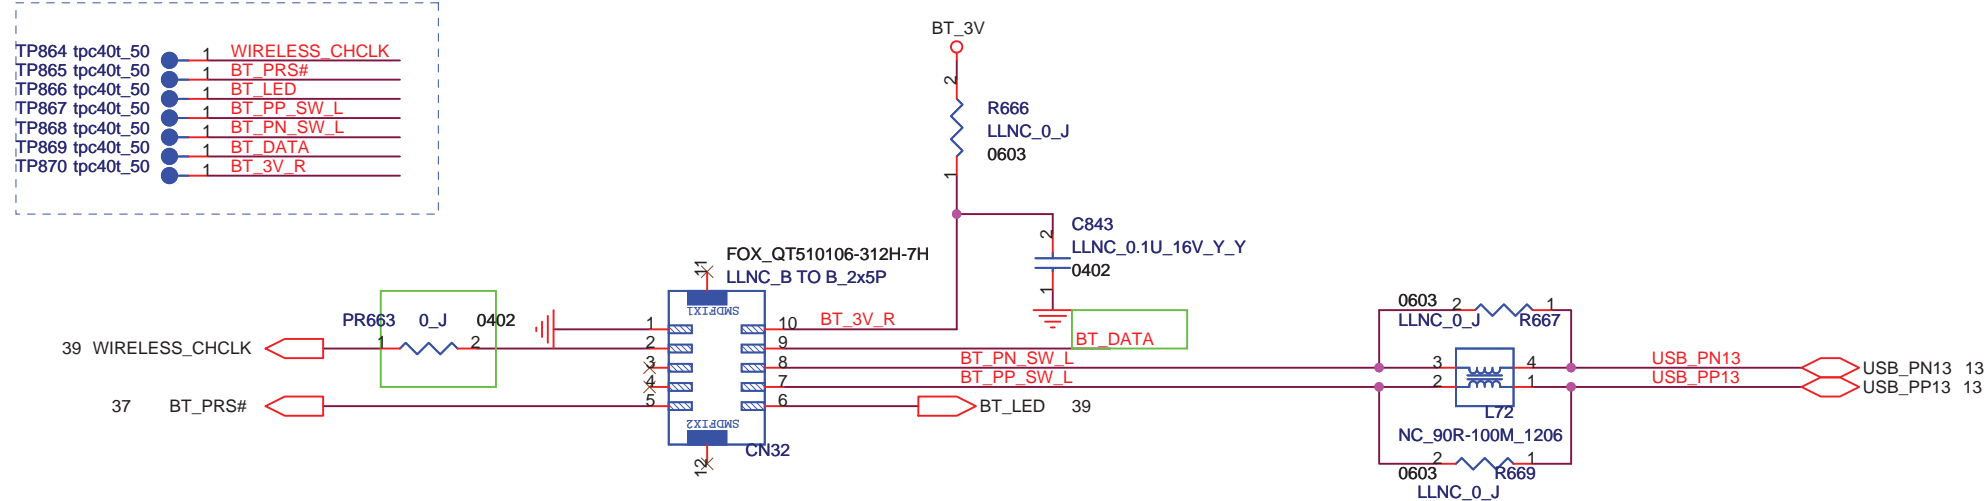 TP864 tpc40t_50 1 WIRELESS_CHCLK
TP865 tpc40t_50 1 BT_PRS#
TP866 tpc40t_50 1 BT_LED
TP867 tpc40t_50 1 BT_PP_SW_L
TP868 tpc40t_50 1 BT_PN_SW_L
TP869 tpc40t_50 1 BT_DATA
TP870 tpc40t_50 1 BT_3V_R
BT_3V
2
R666
LLNC_0_J
0603
1
C843
2
LLNC_0.1U_16V_Y_Y
0402
1
FOX_QT510106-312H-7H
LLNC_B TO B_2x5P
11
SMDFIX1
PR663 0_J 0402
39 WIRELESS_CHCLK
1 2
37 BT_PRS#
1 10 BT_3V_R
2 9 BT_DATA
3 8 BT_PN_SW_L
4 7 BT_PP_SW_L
5 6 BT_LED 39
SMDFIX2
CN32
12
0603 2 1
LLNC_0_J R667
3 4 USB_PN13 USB_PN13 13
2 1 USB_PP13 USB_PP13 13
L72
NC_90R-100M_1206
2 1
0603 R669
LLNC_0_J